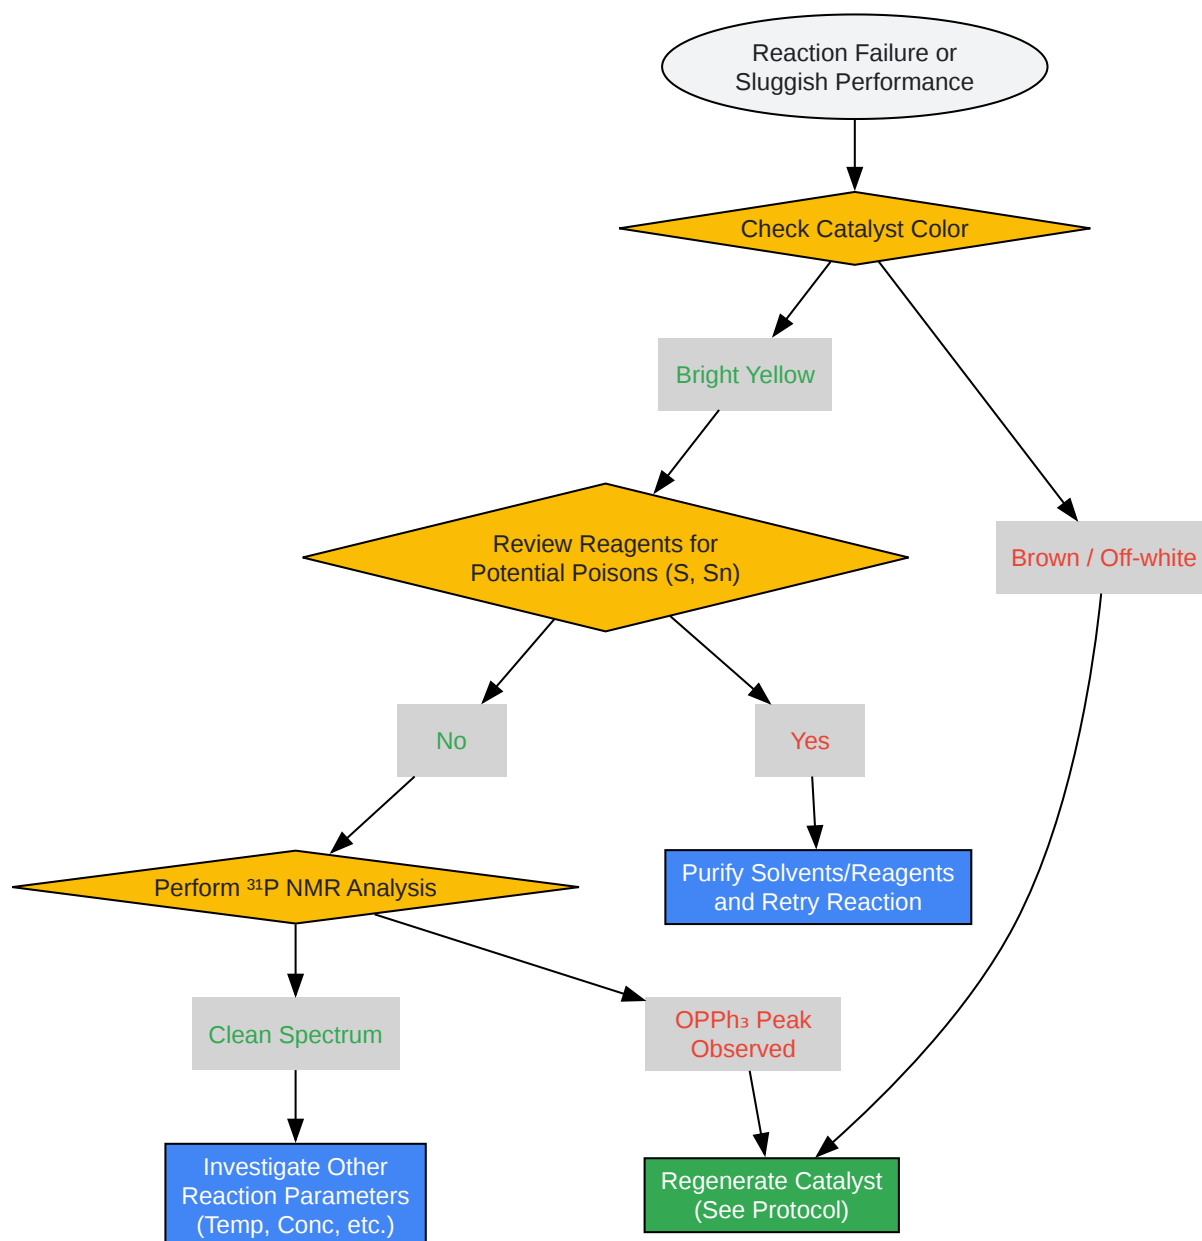 Reaction Failure or
Sluggish Performance
Check Catalyst Color
Bright Yellow
Review Reagents for
Potential Poisons (S, Sn)
Brown / Off-white
No
Yes
Purify Solvents/Reagents
and Retry Reaction
Perform ³¹P NMR Analysis
Clean Spectrum
OPPh₃ Peak
Observed
Investigate Other
Reaction Parameters
(Temp, Conc, etc.)
Regenerate Catalyst
(See Protocol)